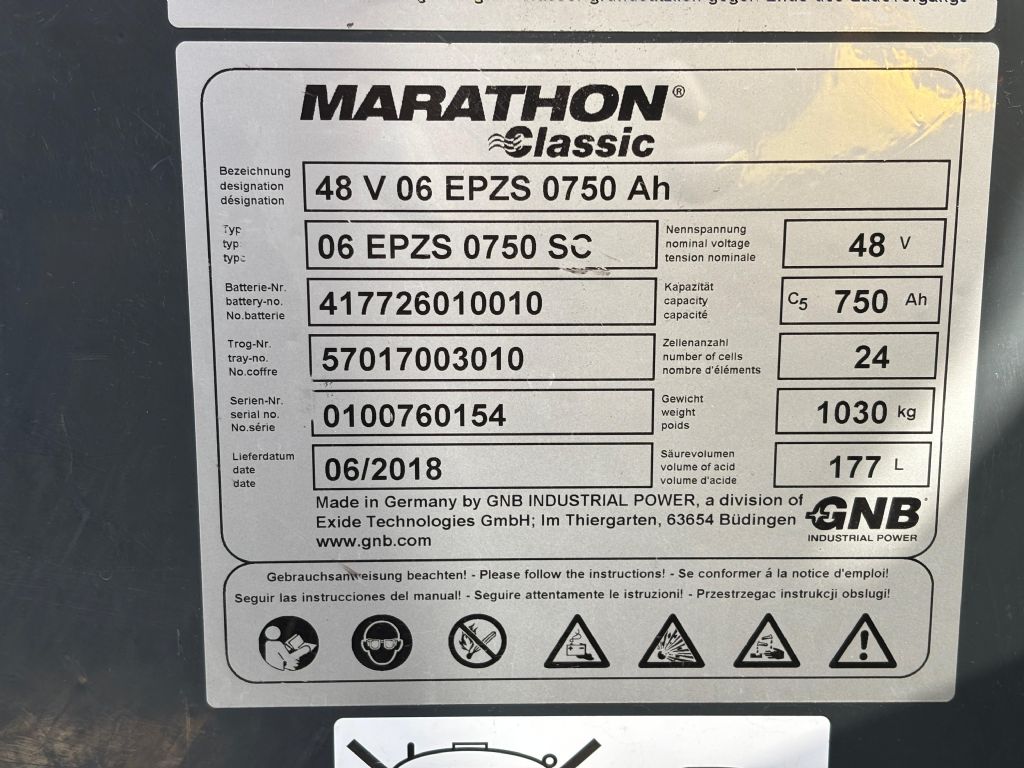 MARATHON®
Classic
Bezeichnung
designation
désignation
48 V 06 EPZS 0750 Ah
Typ
typ
type
06 EPZS 0750 SC
Nennspannung
nominal voltage
tension nominale
48 V
Batterie-Nr.
battery-no.
No.batterie
417726010010
Kapazität
capacity
capacité
C5 750 Ah
Trog-Nr.
tray-no.
No.coffre
57017003010
Zellenanzahl
number of cells
nombre d'éléments
24
Serien-Nr.
serial no.
No.série
0100760154
Gewicht
weight
poids
1030 kg
Lieferdatum
date
date
06/2018
Säurevolumen
volume of acid
volume d'acide
177 L
Made in Germany by GNB INDUSTRIAL POWER, a division of
Exide Technologies GmbH; Im Thiergarten, 63654 Büdingen
www.gnb.com
GNB
INDUSTRIAL POWER
Gebrauchsanweisung beachten! - Please follow the instructions! - Se conformer á la notice d'emploi!
Seguir las instrucciones del manual! - Seguire attentamente le istruzioni! - Przestrzegac instrukcji obslugi!